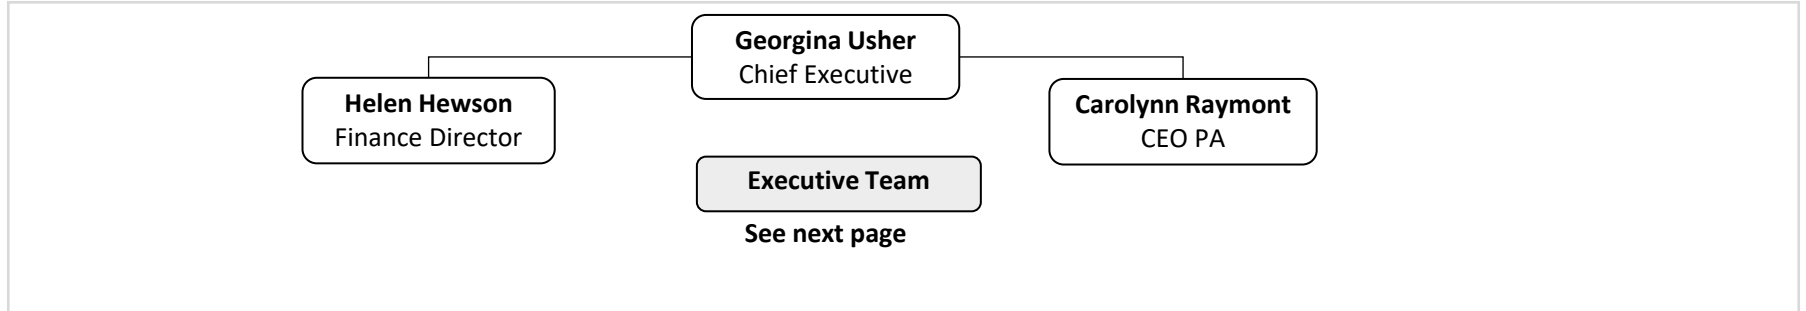 Georgina Usher
Chief Executive
Helen Hewson
Finance Director
Carolynn Raymont
CEO PA
Executive Team
See next page